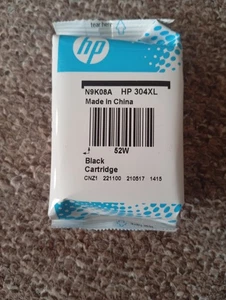 hp
N9K08A HP 304XL
Made in China
52W
Black
Cartridge
CNZ1 221100 210517 1415